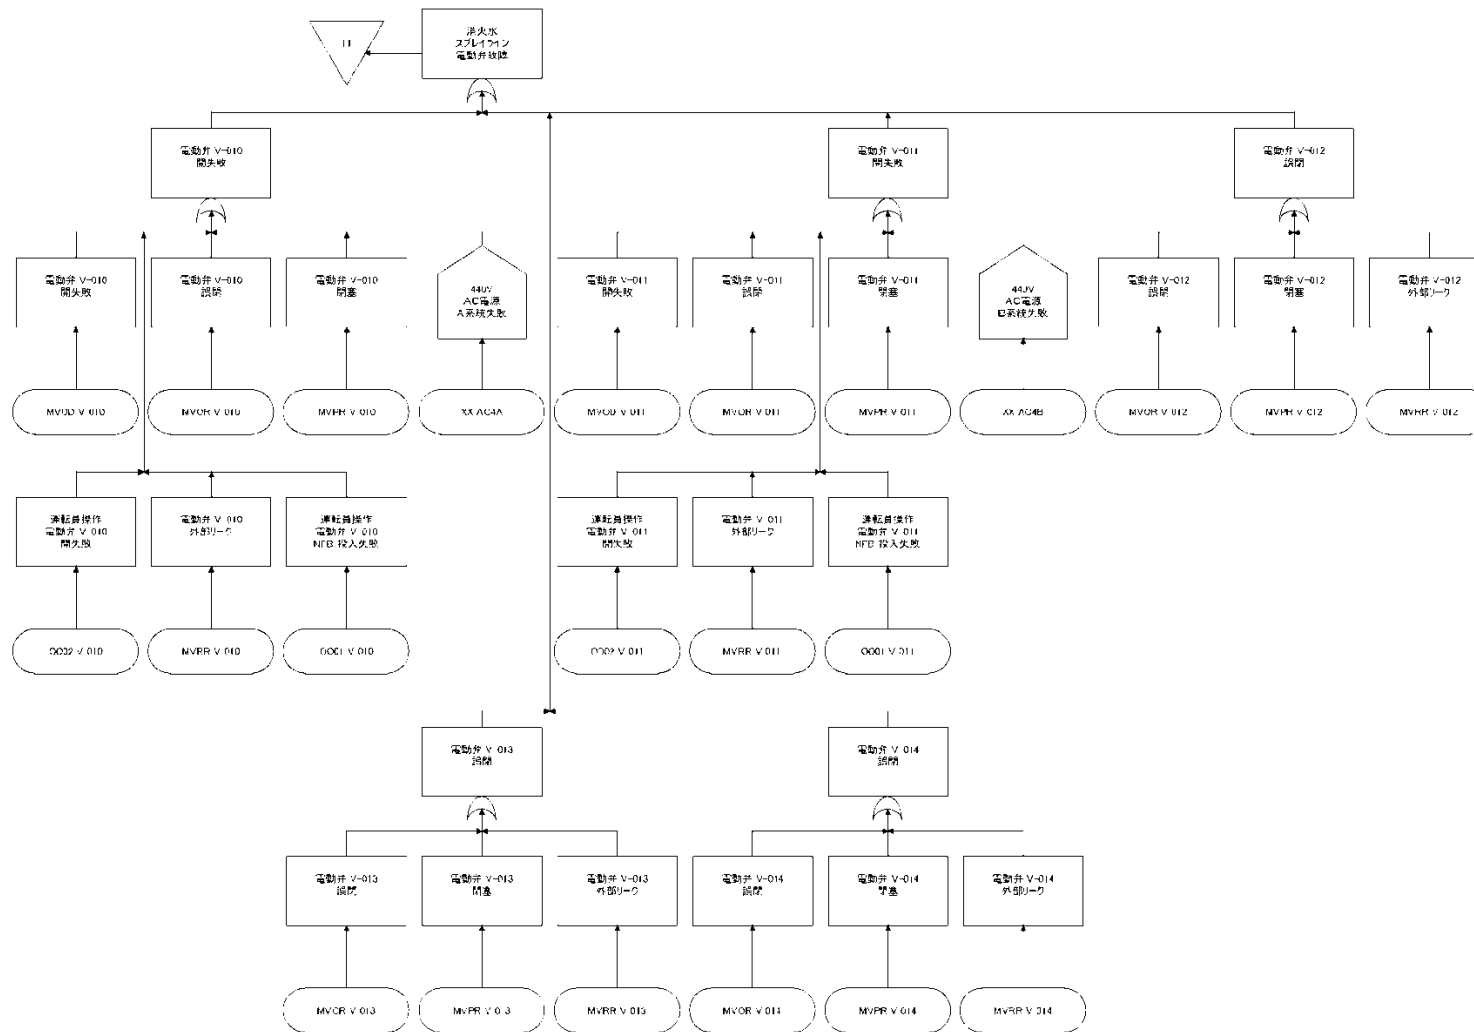 消火水
スプレイライン
電動弁故障
電動弁 V-010
開失敗
電動弁 V-011
開失敗
電動弁 V-012
誤閉
電動弁 V-010
開失敗
電動弁 V-010
誤閉
電動弁 V-010
閉塞
440V
AC電源
A系統失敗
電動弁 V-011
開失敗
電動弁 V-011
誤閉
電動弁 V-011
閉塞
440V
AC電源
B系統失敗
電動弁 V-012
誤閉
電動弁 V-012
閉塞
電動弁 V-012
外部リーク
MVOD V-010
MVOR V-010
MVPR V-010
XX-AC4A
MVOD V-011
MVOR V-011
MVPR V-011
XX-AC4B
MVOR V-012
MVPR V-012
MVRR V-012
運転員操作
電動弁 V-010
開失敗
電動弁 V-010
外部リーク
運転員操作
電動弁 V-010
NFB 投入失敗
運転員操作
電動弁 V-011
開失敗
電動弁 V-011
外部リーク
運転員操作
電動弁 V-011
NFB 投入失敗
OO02 V-010
MVRR V-010
OO01 V-010
OO02 V-011
MVRR V-011
OO01 V-011
電動弁 V-013
誤閉
電動弁 V-014
誤閉
電動弁 V-013
誤閉
電動弁 V-013
閉塞
電動弁 V-013
外部リーク
電動弁 V-014
誤閉
電動弁 V-014
閉塞
電動弁 V-014
外部リーク
MVOR V-013
MVPR V-013
MVRR V-013
MVOR V-014
MVPR V-014
MVRR V-014